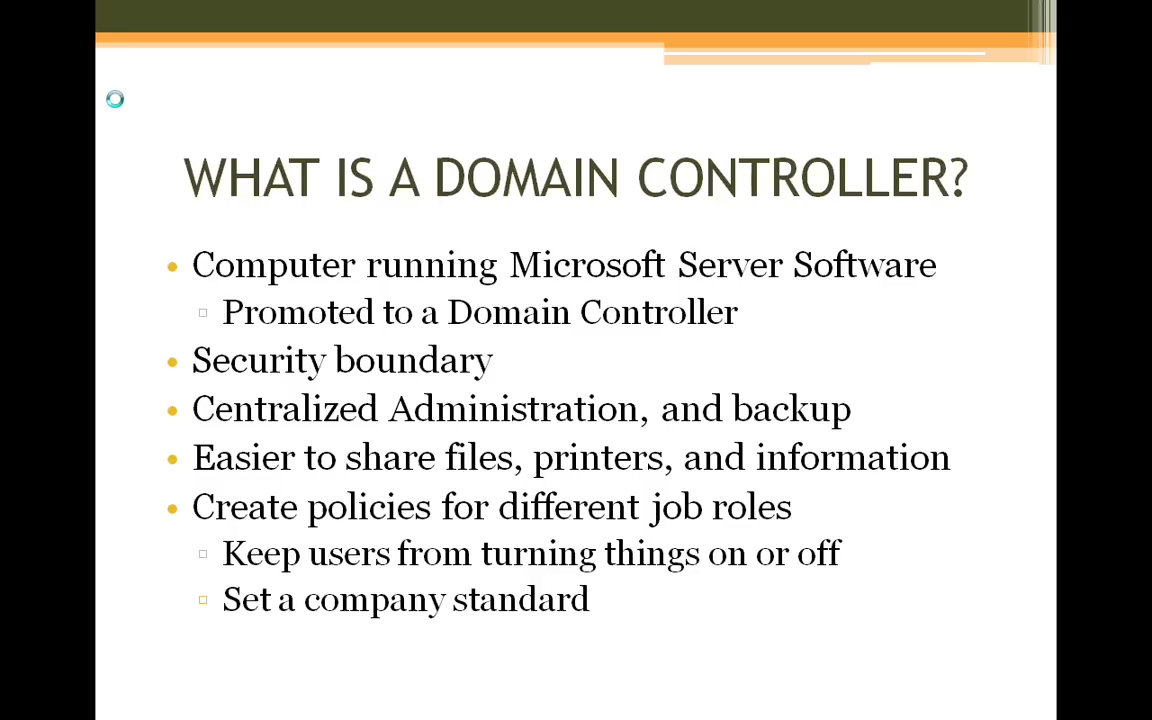 WHAT IS A DOMAIN CONTROLLER?
• Computer running Microsoft Server Software
▫ Promoted to a Domain Controller
• Security boundary
• Centralized Administration, and backup
• Easier to share files, printers, and information
• Create policies for different job roles
▫ Keep users from turning things on or off
▫ Set a company standard